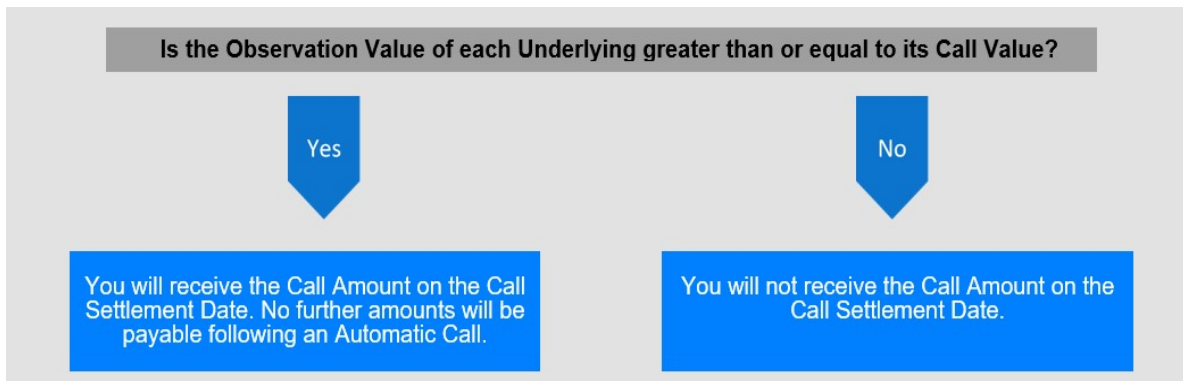 Is the Observation Value of each Underlying greater than or equal to its Call Value?
Yes
No
You will receive the Call Amount on the Call
Settlement Date. No further amounts will be
payable following an Automatic Call.
You will not receive the Call Amount on the
Call Settlement Date.